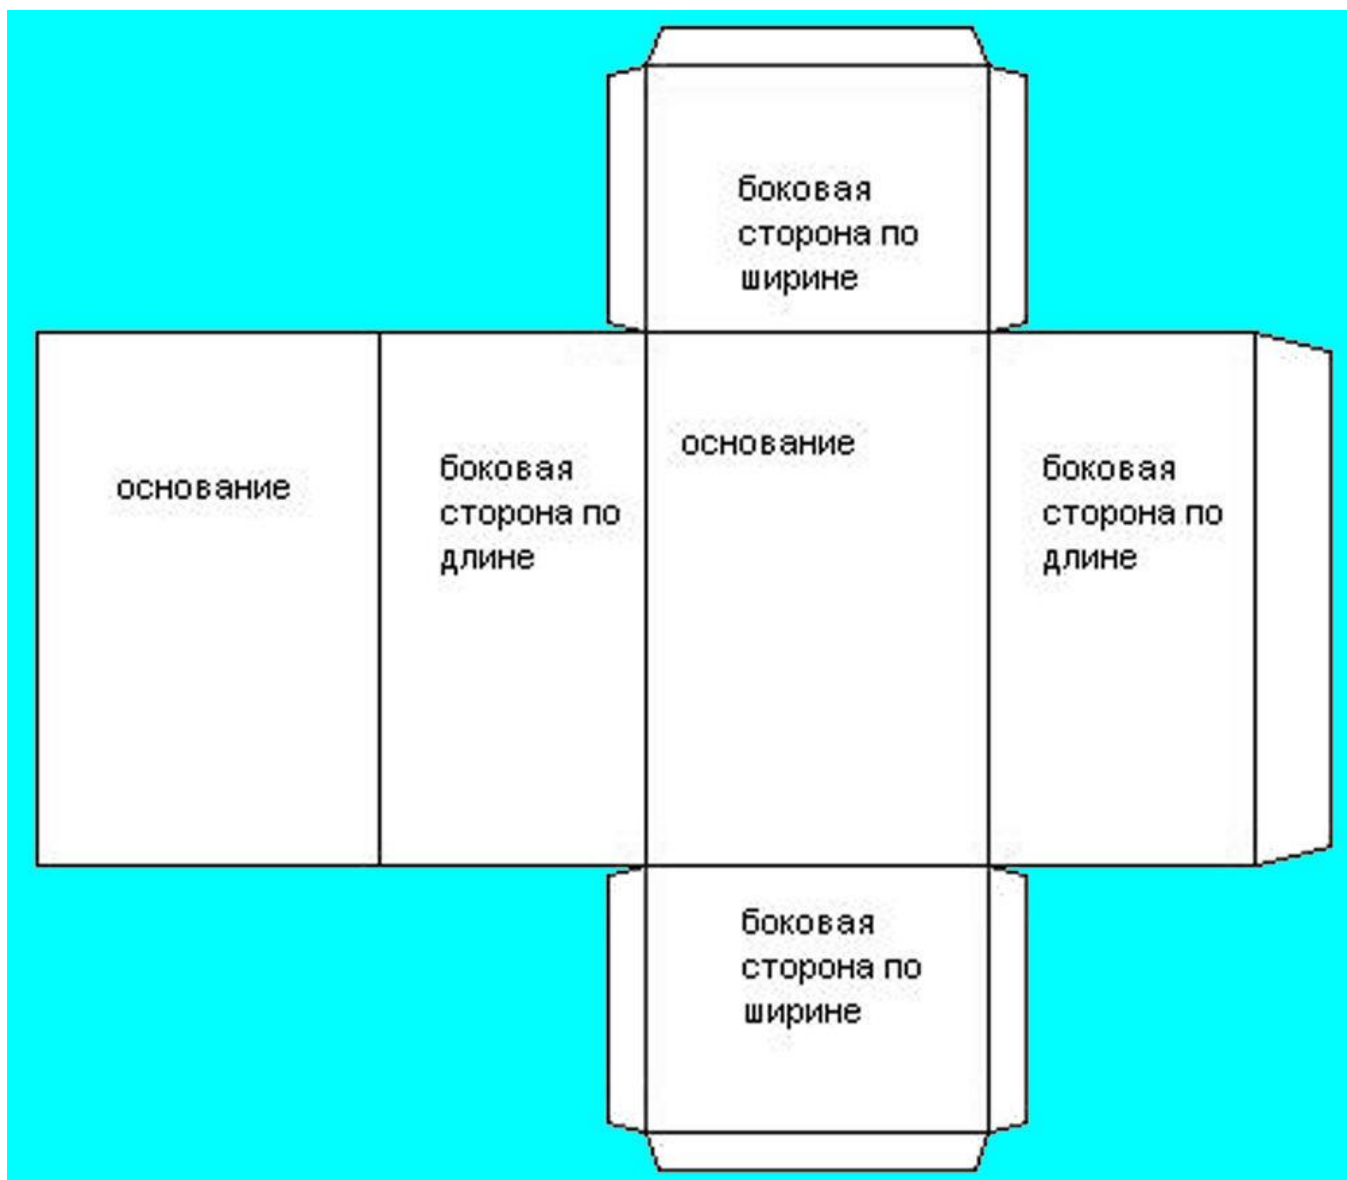 боковая
сторона по
ширине
основание
боковая
сторона по
длине
основание
боковая
сторона по
длине
боковая
сторона по
ширине